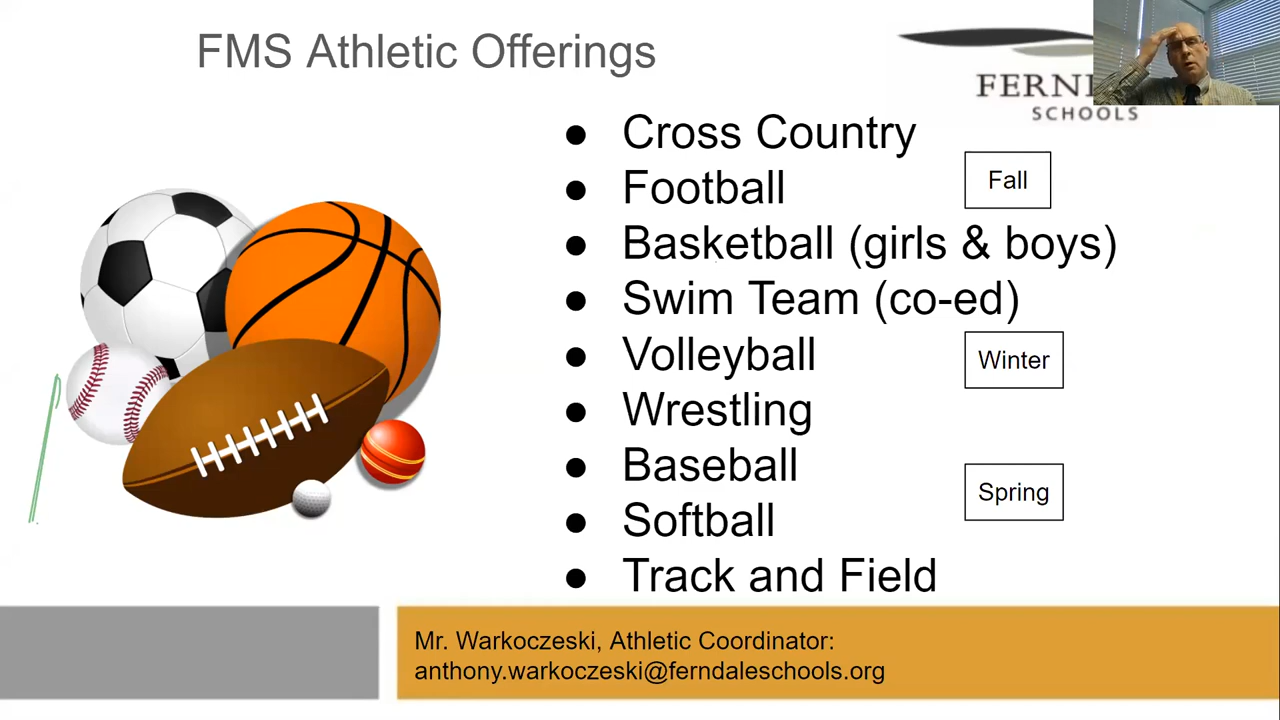 FMS Athletic Offerings
SCHOOLS
● Cross Country
● Football
● Basketball (girls & boys)
● Swim Team (co-ed)
● Volleyball
● Wrestling
● Baseball
● Softball
● Track and Field
Fall
Winter
Spring
Mr. Warkoczeski, Athletic Coordinator:
anthony.warkoczeski@ferndaleschools.org